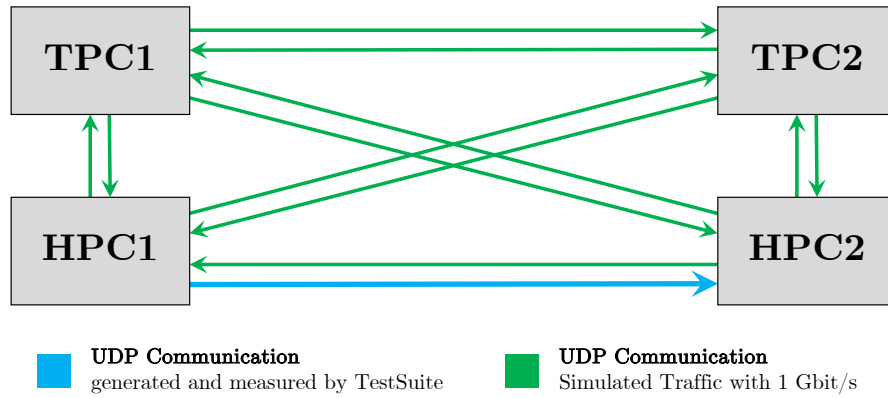 TPC1
TPC2
HPC1
HPC2
UDP Communication
generated and measured by TestSuite
UDP Communication
Simulated Traffic with 1 Gbit/s